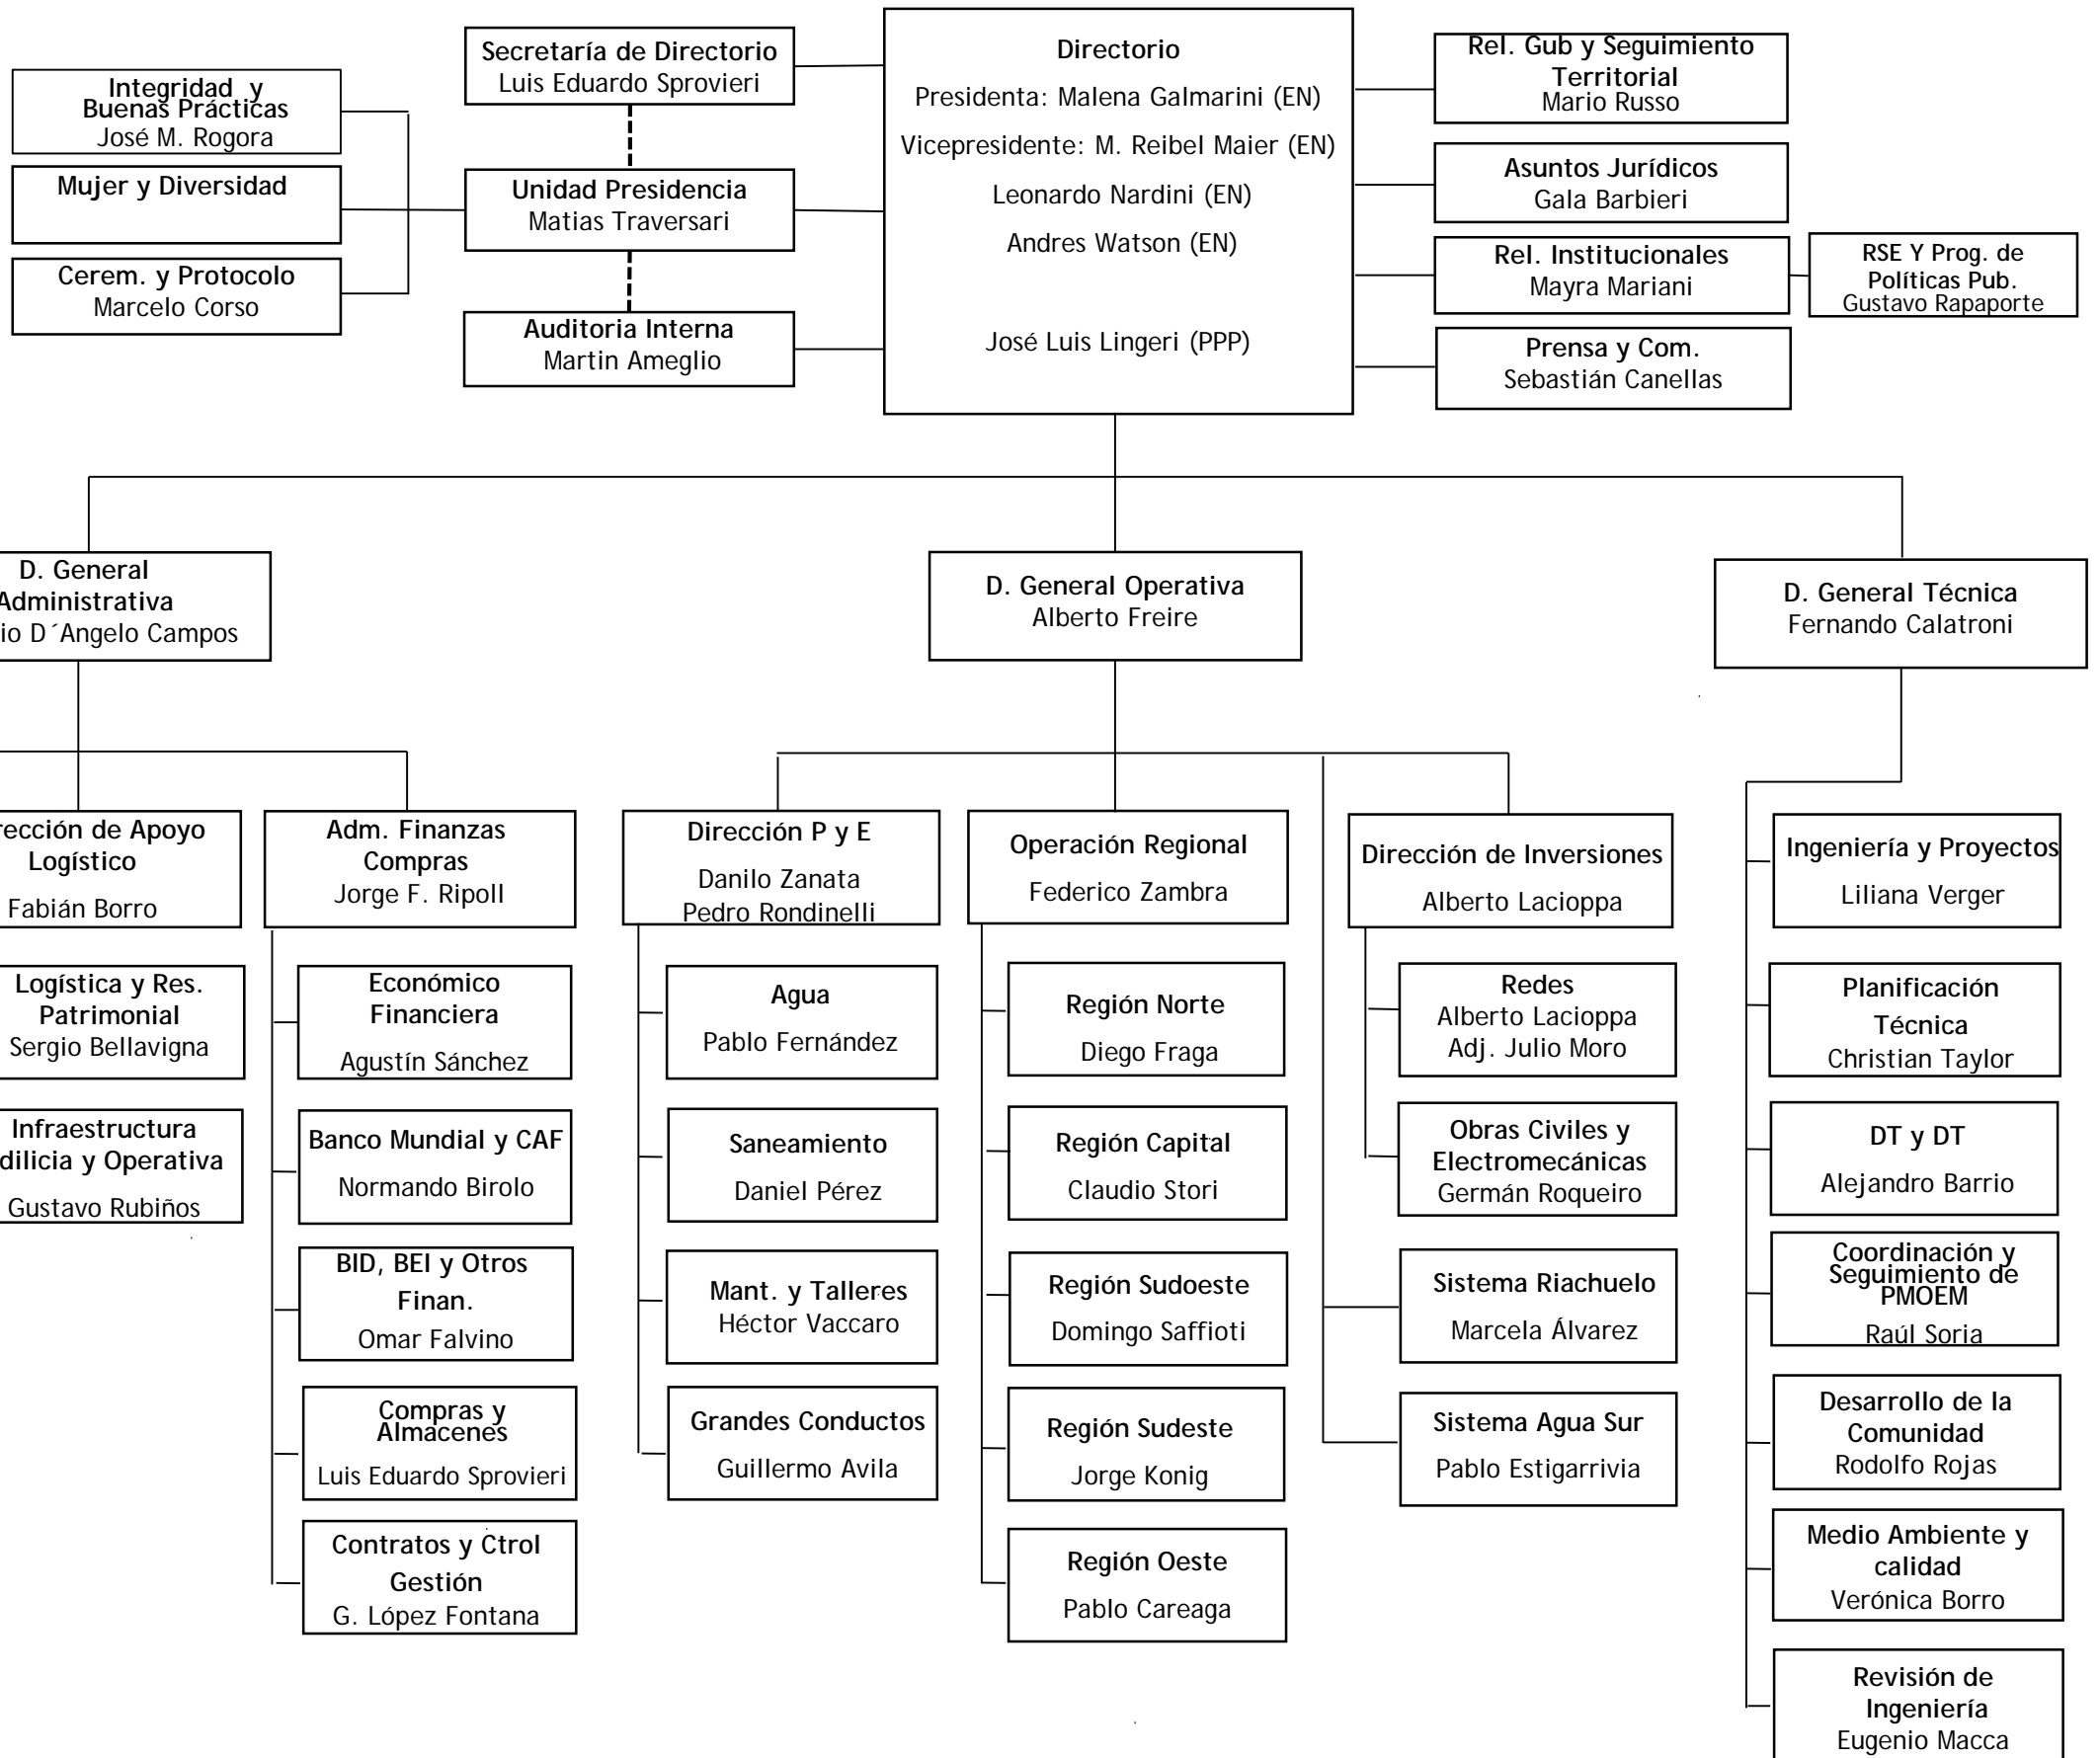 Secretaría de Directorio
Luis Eduardo Sprovieri
Directorio
Presidenta: Malena Galmarini (EN)
Vicepresidente: M. Reibel Maier (EN)
Leonardo Nardini (EN)
Andres Watson (EN)
José Luis Lingeri (PPP)
Rel. Gub y Seguimiento
Territorial
Mario Russo
Integridad y
Buenas Prácticas
José M. Rogora
Mujer y Diversidad
Cerem. y Protocolo
Marcelo Corso
Unidad Presidencia
Matias Traversari
Auditoria Interna
Martin Ameglio
Asuntos Jurídicos
Gala Barbieri
Rel. Institucionales
Mayra Mariani
RSE Y Prog. de
Políticas Pub.
Gustavo Rapaporte
Prensa y Com.
Sebastián Canellas
D. General
Administrativa
D´Angelo Campos
D. General Operativa
Alberto Freire
D. General Técnica
Fernando Calatroni
de Apoyo
Logístico
Fabián Borro
Logística y Res.
Patrimonial
Sergio Bellavigna
Infraestructura
y Operativa
Gustavo Rubiños
Adm. Finanzas
Compras
Jorge F. Ripoll
Económico
Financiera
Agustín Sánchez
Banco Mundial y CAF
Normando Birolo
BID, BEI y Otros
Finan.
Omar Falvino
Compras y
Almacenes
Luis Eduardo Sprovieri
Contratos y Ctrol
Gestión
G. López Fontana
Dirección P y E
Danilo Zanata
Pedro Rondinelli
Agua
Pablo Fernández
Saneamiento
Daniel Pérez
Mant. y Talleres
Héctor Vaccaro
Grandes Conductos
Guillermo Avila
Operación Regional
Federico Zambra
Región Norte
Diego Fraga
Región Capital
Claudio Stori
Región Sudoeste
Domingo Saffioti
Región Sudeste
Jorge Konig
Región Oeste
Pablo Careaga
Dirección de Inversiones
Alberto Lacioppa
Redes
Alberto Lacioppa
Adj. Julio Moro
Obras Civiles y
Electromecánicas
Germán Roqueiro
Sistema Riachuelo
Marcela Álvarez
Sistema Agua Sur
Pablo Estigarrivia
Ingeniería y Proyectos
Liliana Verger
Planificación
Técnica
Christian Taylor
DT y DT
Alejandro Barrio
Coordinación y
Seguimiento de
PMOEM
Raúl Soria
Desarrollo de la
Comunidad
Rodolfo Rojas
Medio Ambiente y
calidad
Verónica Borro
Revisión de
Ingeniería
Eugenio Macca